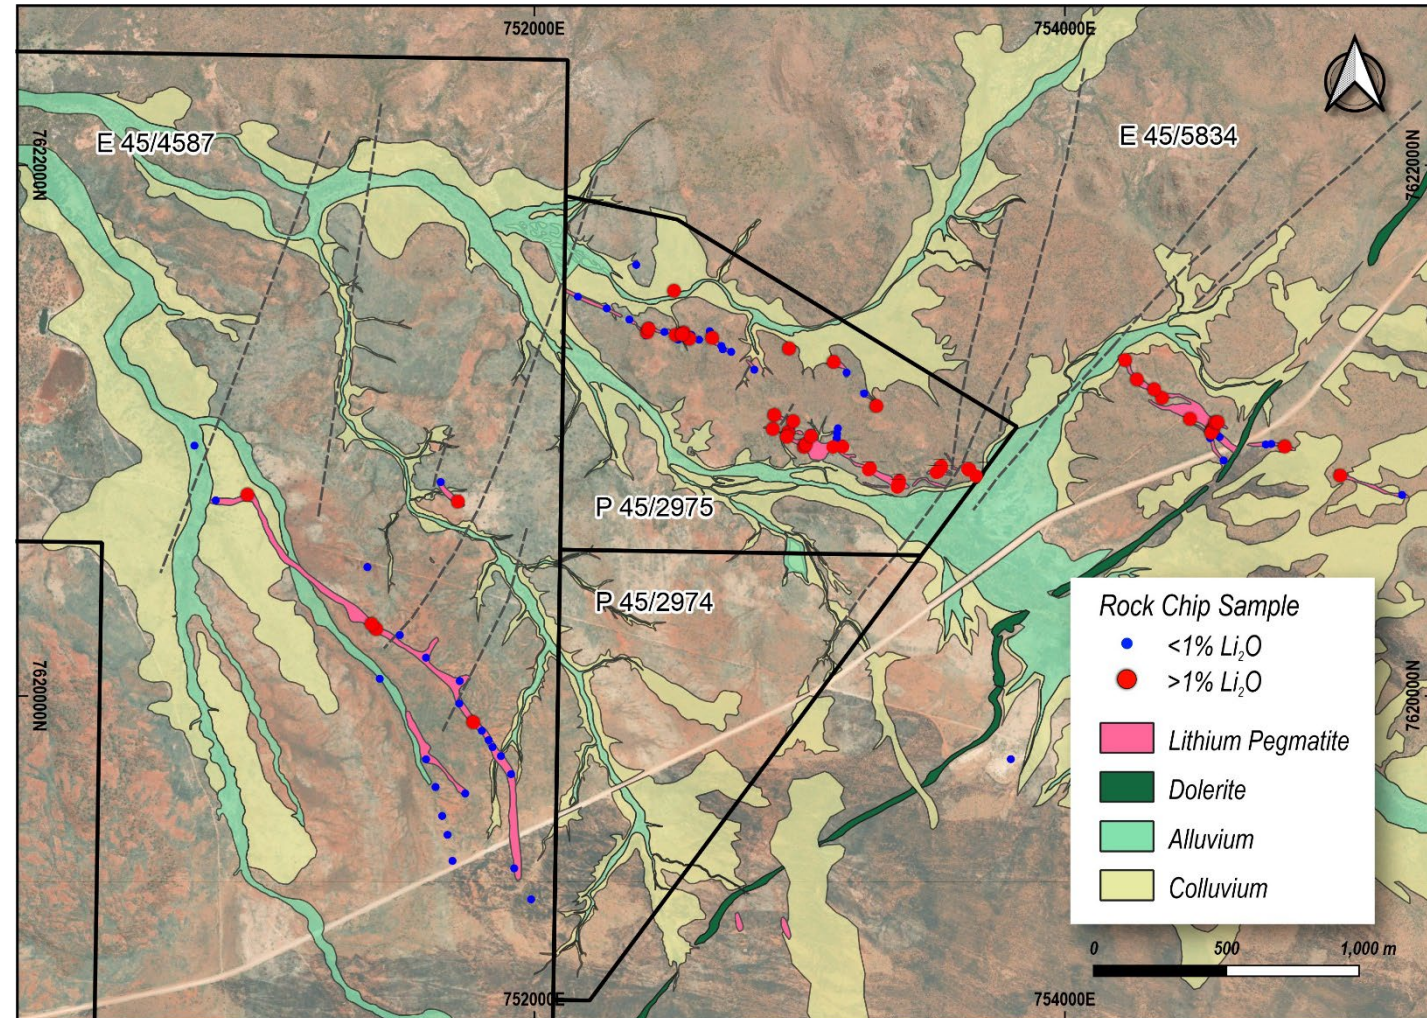 752000E
754000E
E 45/4587
E 45/5834
7622000N
7622000N
P 45/2975
P 45/2974
7620000N
7620000N
Rock Chip Sample
<1% Li₂O
>1% Li₂O
Lithium Pegmatite
Dolerite
Alluvium
Colluvium
0 500 1,000 m
752000E
754000E